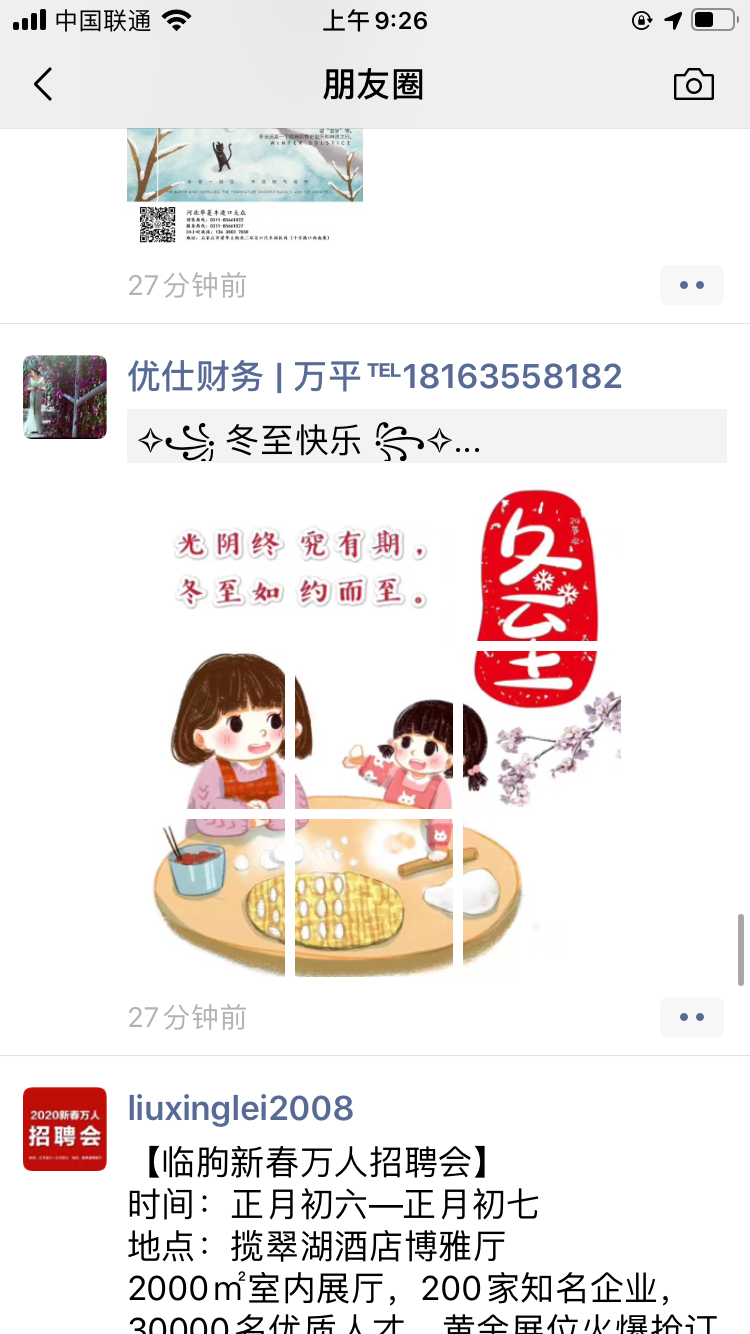 中国联通
上午9:26
朋友圈
WINTER SOLSTICE
河北华菱丰进口大众
27分钟前
优仕财务 | 万平℡18163558182
✧꧁ 冬至快乐 ꧂✧...
光阴终究有期，
冬至如约而至。
冬至
27分钟前
2020新春万人
招聘会
liuxinglei2008
【临朐新春万人招聘会】
时间：正月初六—正月初七
地点：揽翠湖酒店博雅厅
2000㎡室内展厅，200家知名企业，
30000名优质人才，黄金展位火爆抢订